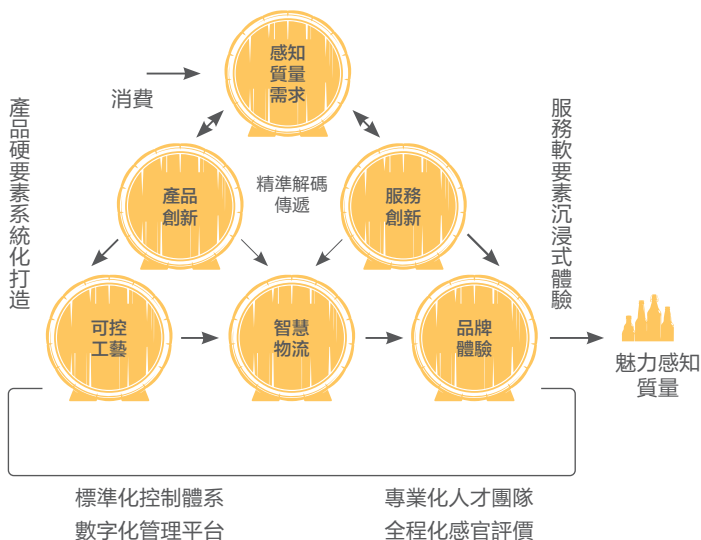 感知
質量
需求
消費
產品硬要素系統化打造
服務軟要素沉浸式體驗
產品
創新
精準解碼
傳遞
服務
創新
可控
工藝
智慧
物流
品牌
體驗
魅力感知
質量
標準化控制體系
數字化管理平台
專業化人才團隊
全程化感官評價